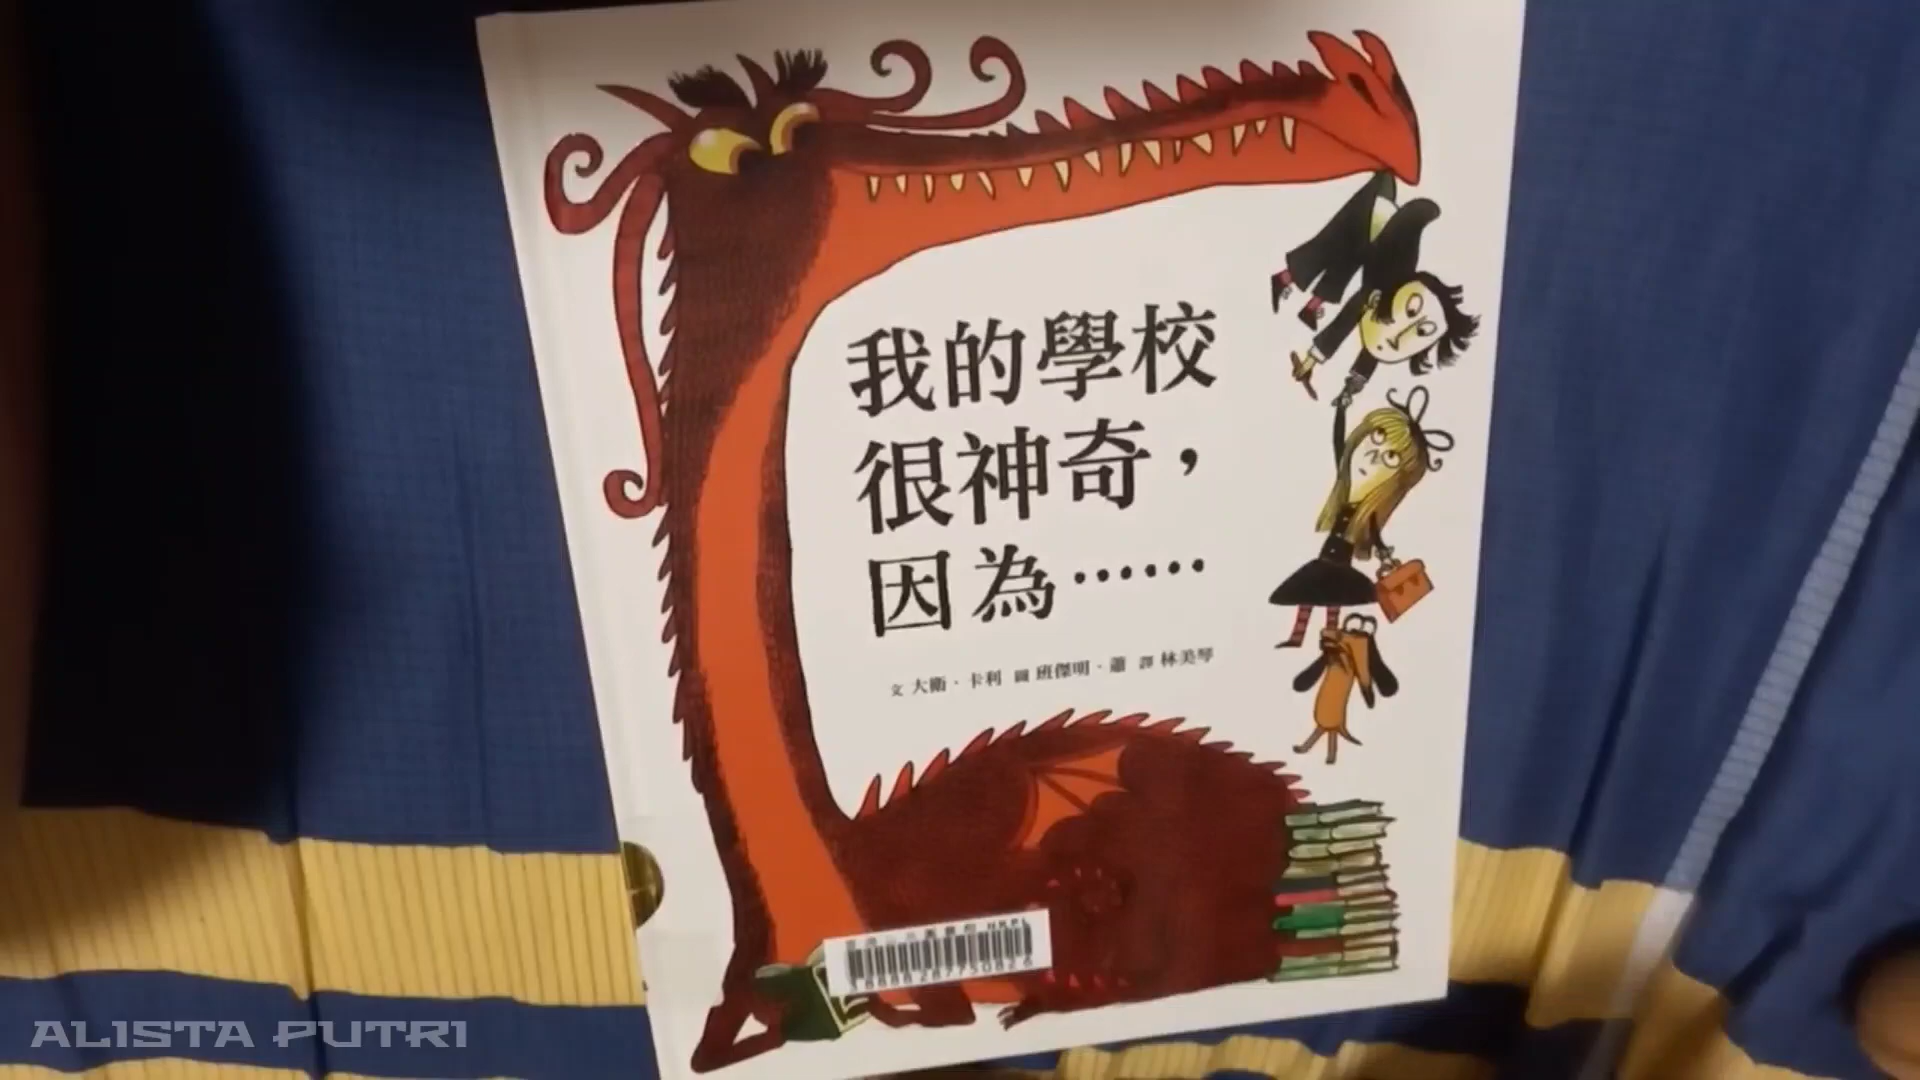 我的學校
很神奇，
因為……
文 大衛·卡利 圖 班傑明·蕭 譯 林美琴
ALISTA PUTRI